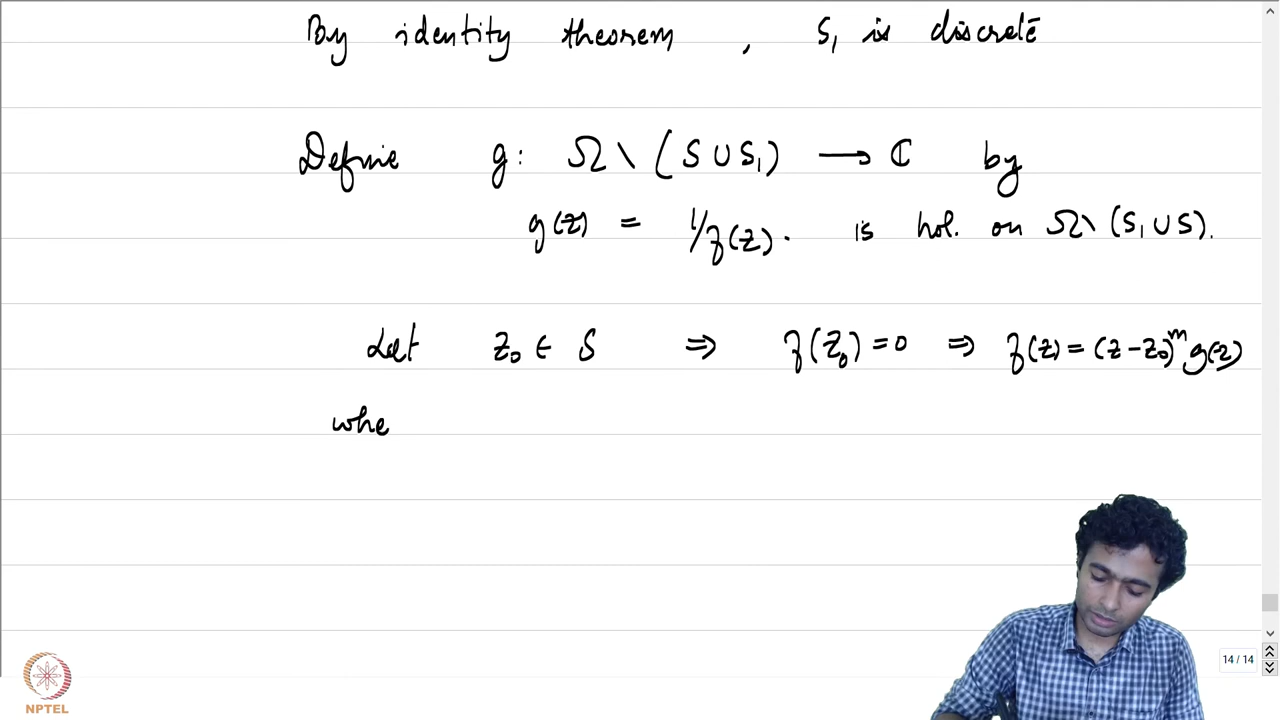 By identity theorem , S₁ is discrete
Define g: Ω \ (S ∪ S₁) ⟶ ℂ by
g(z) = 1/f(z). is hol. on Ω \ (S₁ ∪ S).
Let z₀ ∈ S ⇒ f(z₀) = 0 ⇒ f(z) = (z - z₀)ᵐ g(z)
whe
14 / 14
NPTEL